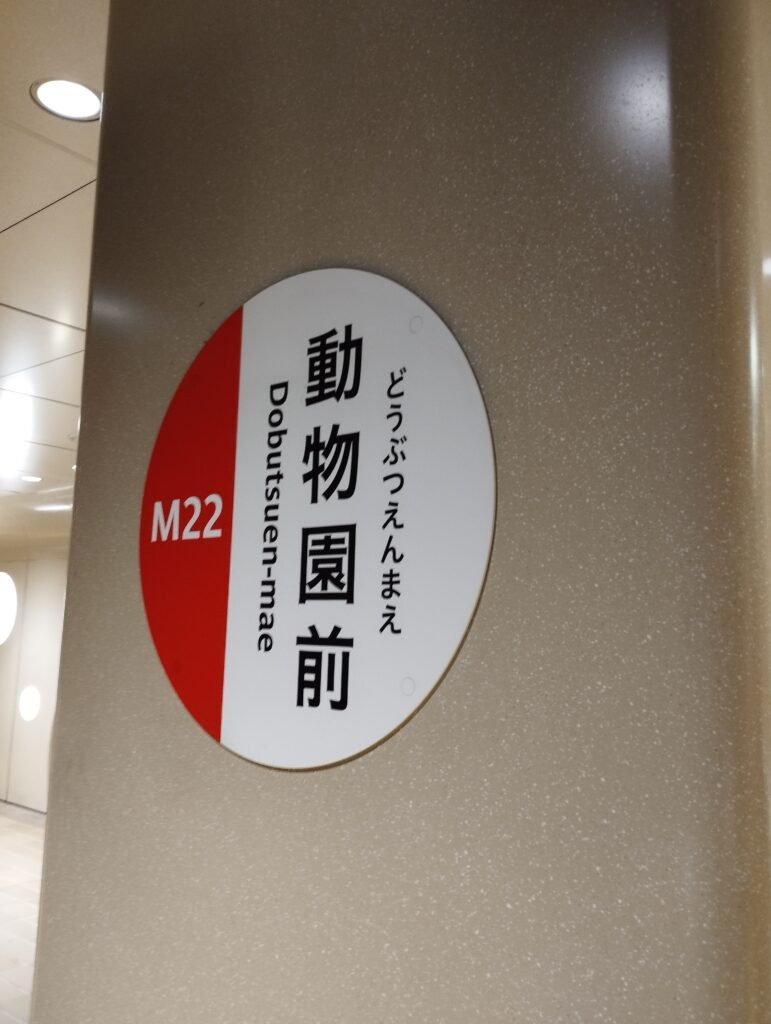 どうぶつえんまえ
動物園前
Dobutsuen-mae
M22